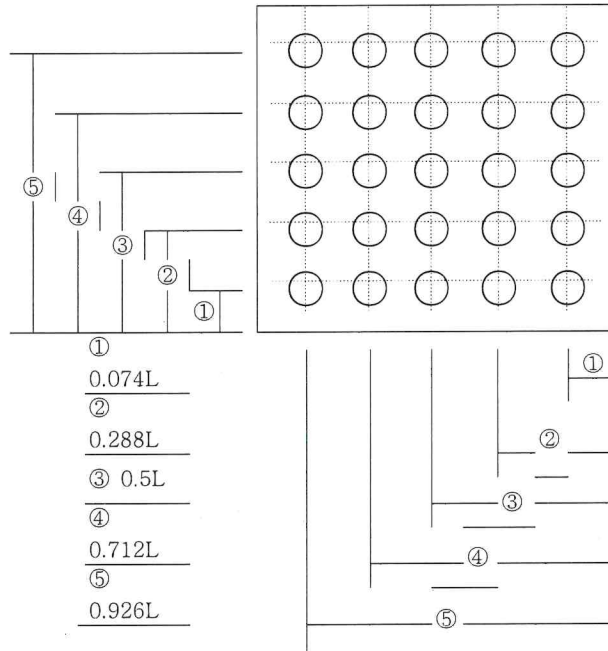 ⑤
④
③
②
①
①
0.074L
②
0.288L
③ 0.5L
④
0.712L
⑤
0.926L
①
②
③
④
⑤